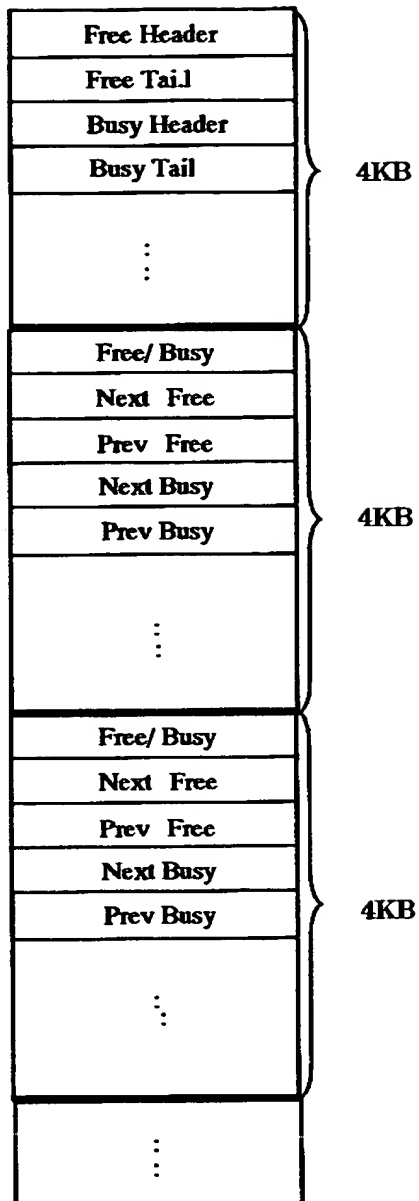 Free Header
Free Tail
Busy Header
Busy Tail
4KB
⋮
Free/ Busy
Next Free
Prev Free
Next Busy
Prev Busy
4KB
⋮
Free/ Busy
Next Free
Prev Free
Next Busy
Prev Busy
4KB
⋮
⋮